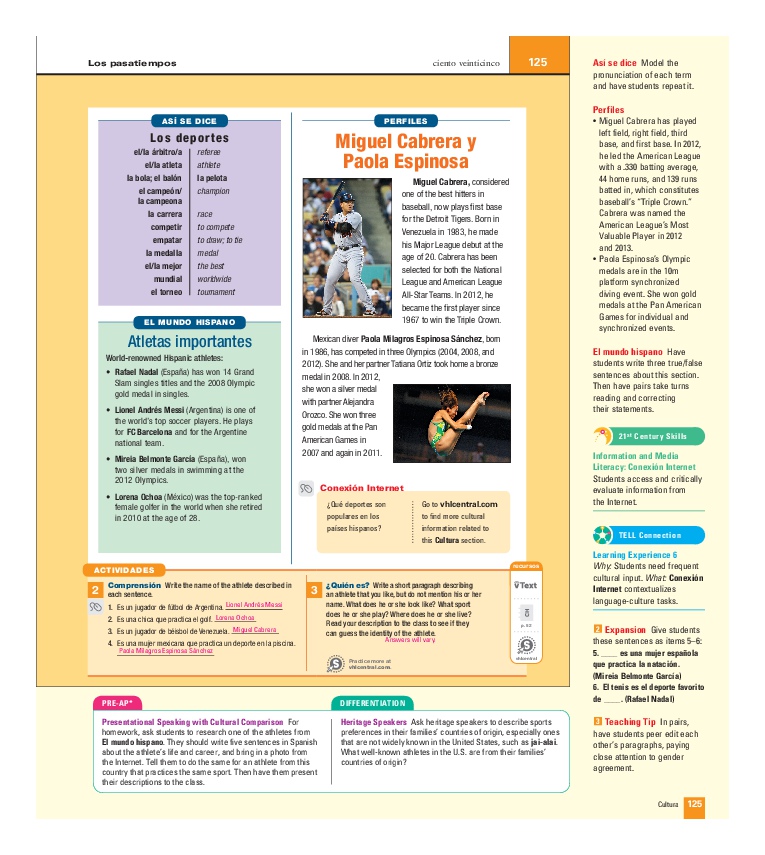 Los pasatiempos
ciento veinticinco
125
ASÍ SE DICE
Los deportes
el/la árbitro/a referee
el/la atleta athlete
la bola; el balón la pelota
el campeón/ champion
la campeona
la carrera race
competir to compete
empatar to draw; to tie
la medalla medal
el/la mejor the best
mundial worldwide
el torneo tournament
EL MUNDO HISPANO
Atletas importantes
World-renowned Hispanic athletes:
• Rafael Nadal (España) has won 14 Grand
Slam singles titles and the 2008 Olympic
gold medal in singles.
• Lionel Andrés Messi (Argentina) is one of
the world's top soccer players. He plays
for FC Barcelona and for the Argentine
national team.
• Mireia Belmonte García (España), won
two silver medals in swimming at the
2012 Olympics.
• Lorena Ochoa (México) was the top-ranked
female golfer in the world when she retired
in 2010 at the age of 28.
PERFILES
Miguel Cabrera y
Paola Espinosa
Miguel Cabrera, considered
one of the best hitters in
baseball, now plays first base
for the Detroit Tigers. Born in
Venezuela in 1983, he made
his Major League debut at the
age of 20. Cabrera has been
selected for both the National
League and American League
All-Star Teams. In 2012, he
became the first player since
1967 to win the Triple Crown.
Mexican diver Paola Milagros Espinosa Sánchez, born
in 1986, has competed in three Olympics (2004, 2008, and
2012). She and her partner Tatiana Ortiz took home a bronze
medal in 2008. In 2012,
she won a silver medal
with partner Alejandra
Orozco. She won three
gold medals at the Pan
American Games in
2007 and again in 2011.
Conexión Internet
¿Qué deportes son
populares en los
países hispanos?
Go to vhlcentral.com
to find more cultural
information related to
this Cultura section.
ACTIVIDADES
2 Comprensión Write the name of the athlete described in
each sentence.
1. Es un jugador de fútbol de Argentina. Lionel Andrés Messi
2. Es una chica que practica el golf. Lorena Ochoa
3. Es un jugador de béisbol de Venezuela. Miguel Cabrera
4. Es una mujer mexicana que practica un deporte en la piscina.
Paola Milagros Espinosa Sánchez
3 ¿Quién es? Write a short paragraph describing
an athlete that you like, but do not mention his or her
name. What does he or she look like? What sport
does he or she play? Where does he or she live?
Read your description to the class to see if they
can guess the identity of the athlete.
Answers will vary.
S Practice more at
vhlcentral.com.
vText
CH
p. 52
S
vhlcentral
PRE-AP*
Presentational Speaking with Cultural Comparison For
homework, ask students to research one of the athletes from
El mundo hispano. They should write five sentences in Spanish
about the athlete's life and career, and bring in a photo from
the Internet. Tell them to do the same for an athlete from this
country that practices the same sport. Then have them present
their descriptions to the class.
DIFFERENTIATION
Heritage Speakers Ask heritage speakers to describe sports
preferences in their families' countries of origin, especially ones
that are not widely known in the United States, such as jai-alai.
What well-known athletes in the U.S. are from their families'
countries of origin?
Así se dice Model the
pronunciation of each term
and have students repeat it.
Perfiles
• Miguel Cabrera has played
left field, right field, third
base, and first base. In 2012,
he led the American League
with a .330 batting average,
44 home runs, and 139 runs
batted in, which constitutes
baseball's "Triple Crown."
Cabrera was named the
American League's Most
Valuable Player in 2012
and 2013.
• Paola Espinosa's Olympic
medals are in the 10m
platform synchronized
diving event. She won gold
medals at the Pan American
Games for individual and
synchronized events.
El mundo hispano Have
students write three true/false
sentences about this section.
Then have pairs take turns
reading and correcting
their statements.
21st Century Skills
Information and Media
Literacy: Conexión Internet
Students access and critically
evaluate information from
the Internet.
TELL Connection
Learning Experience 6
Why: Students need frequent
cultural input. What: Conexión
Internet contextualizes
language-culture tasks.
2 Expansion Give students
these sentences as items 5–6:
5. ____ es una mujer española
que practica la natación.
(Mireia Belmonte García)
6. El tenis es el deporte favorito
de ____. (Rafael Nadal)
3 Teaching Tip In pairs,
have students peer edit each
other's paragraphs, paying
close attention to gender
agreement.
Cultura 125